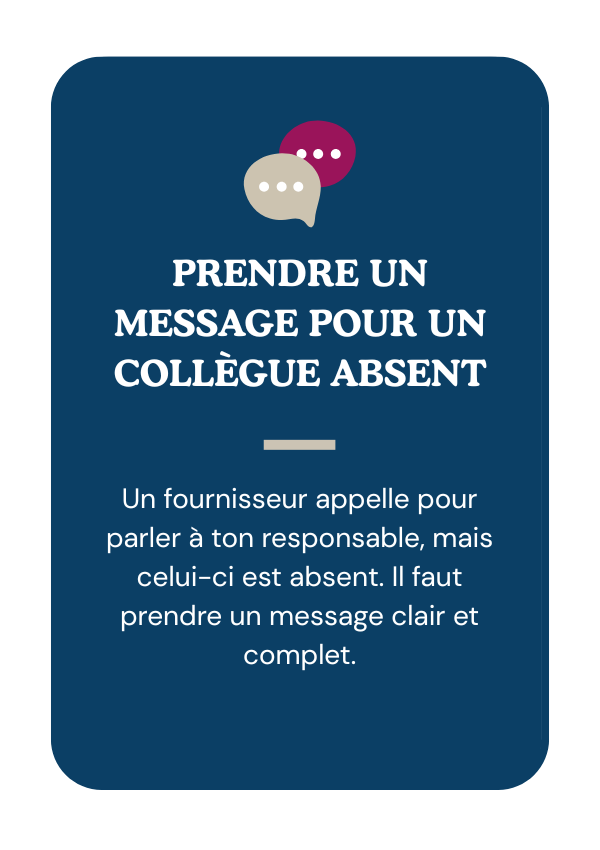 PRENDRE UN
MESSAGE POUR UN
COLLÈGUE ABSENT
Un fournisseur appelle pour
parler à ton responsable, mais
celui-ci est absent. Il faut
prendre un message clair et
complet.